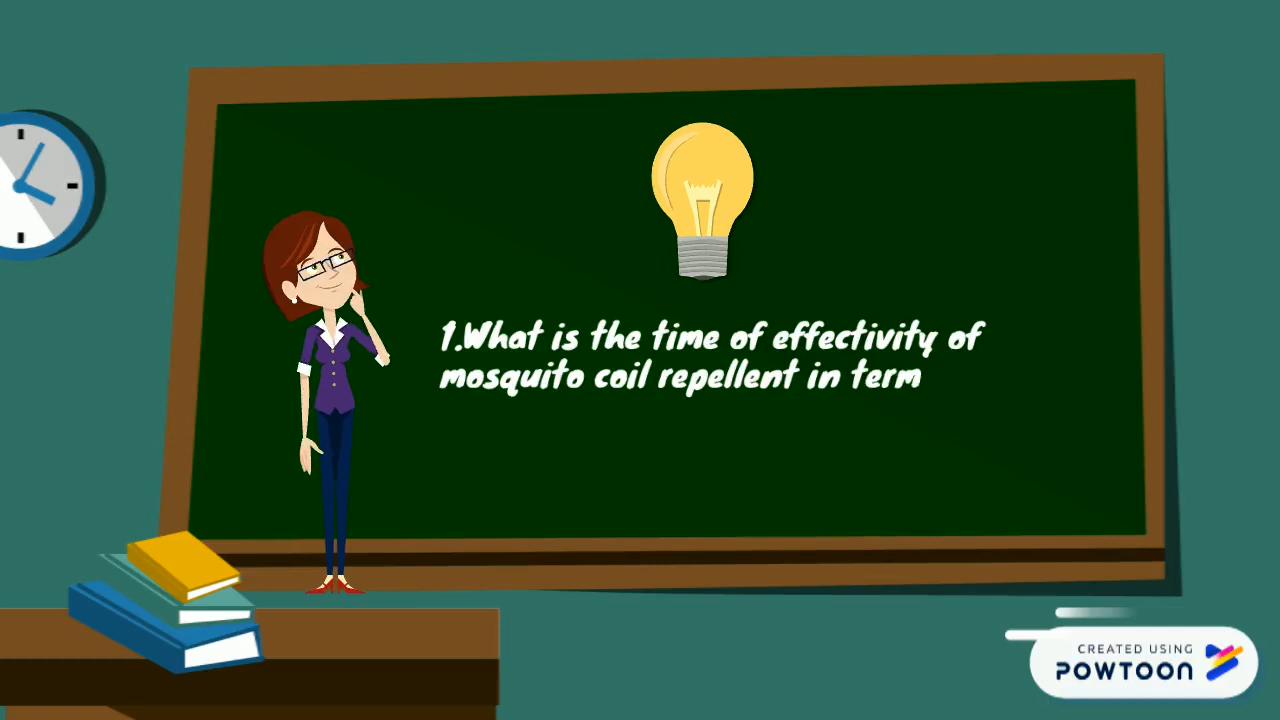 1.What is the time of effectivity of
mosquito coil repellent in term
CREATED USING
POWTOON